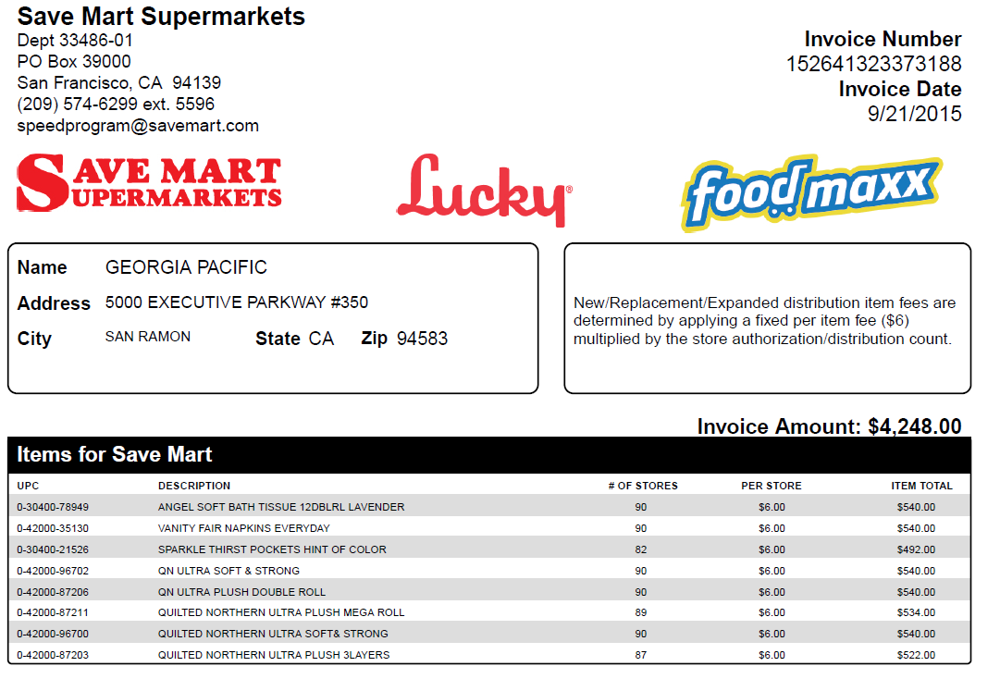 Save Mart Supermarkets
Dept 33486-01
PO Box 39000
San Francisco, CA 94139
(209) 574-6299 ext. 5596
speedprogram@savemart.com
Invoice Number
152641323373188
Invoice Date
9/21/2015
SAVE MART
SUPERMARKETS
Lucky®
foodmaxx
Name GEORGIA PACIFIC
Address 5000 EXECUTIVE PARKWAY #350
City SAN RAMON State CA Zip 94583
New/Replacement/Expanded distribution item fees are
determined by applying a fixed per item fee ($6)
multiplied by the store authorization/distribution count.
Invoice Amount: $4,248.00
Items for Save Mart
UPC DESCRIPTION # OF STORES PER STORE ITEM TOTAL
0-30400-78949 ANGEL SOFT BATH TISSUE 12DBLRL LAVENDER 90 $6.00 $540.00
0-42000-35130 VANITY FAIR NAPKINS EVERYDAY 90 $6.00 $540.00
0-30400-21526 SPARKLE THIRST POCKETS HINT OF COLOR 82 $6.00 $492.00
0-42000-96702 QN ULTRA SOFT & STRONG 90 $6.00 $540.00
0-42000-87206 QN ULTRA PLUSH DOUBLE ROLL 90 $6.00 $540.00
0-42000-87211 QUILTED NORTHERN ULTRA PLUSH MEGA ROLL 89 $6.00 $534.00
0-42000-96700 QUILTED NORTHERN ULTRA SOFT& STRONG 90 $6.00 $540.00
0-42000-87203 QUILTED NORTHERN ULTRA PLUSH 3LAYERS 87 $6.00 $522.00